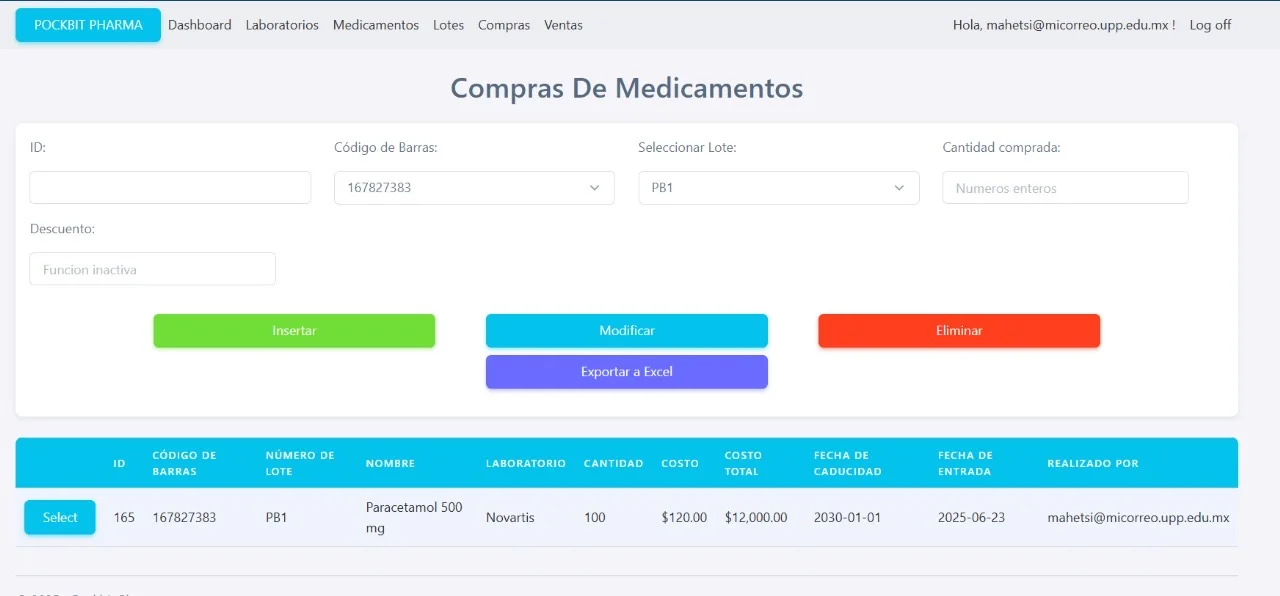 POCKBIT PHARMA Dashboard Laboratorios Medicamentos Lotes Compras Ventas Hola, mahetsi@micorreo.upp.edu.mx ! Log off
Compras De Medicamentos
ID: Código de Barras: Seleccionar Lote: Cantidad comprada:
167827383 PB1 Numeros enteros
Descuento:
Funcion inactiva
Insertar Modificar Eliminar
Exportar a Excel
ID CÓDIGO DE BARRAS NÚMERO DE LOTE NOMBRE LABORATORIO CANTIDAD COSTO COSTO TOTAL FECHA DE CADUCIDAD FECHA DE ENTRADA REALIZADO POR
Select 165 167827383 PB1 Paracetamol 500 mg Novartis 100 $120.00 $12,000.00 2030-01-01 2025-06-23 mahetsi@micorreo.upp.edu.mx